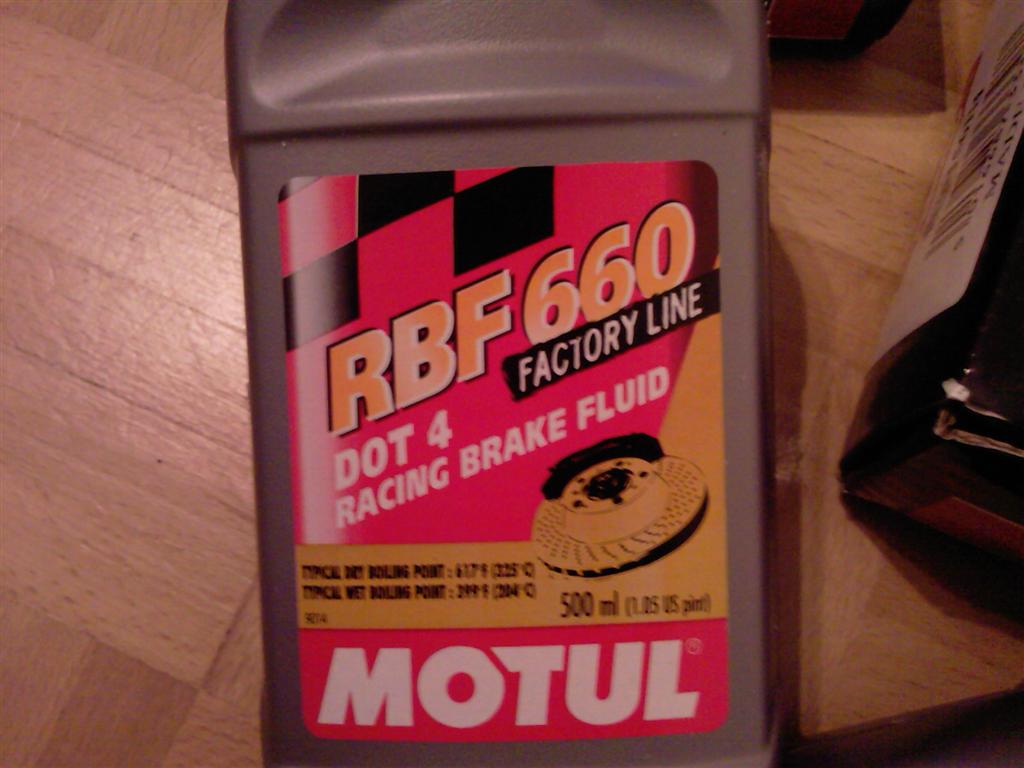 RBF 660
FACTORY LINE
DOT 4
RACING BRAKE FLUID
TYPICAL DRY BOILING POINT : 617°F (325°C)
TYPICAL WET BOILING POINT : 399°F (204°C)
500 ml (1.05 US pint)
MOTUL®